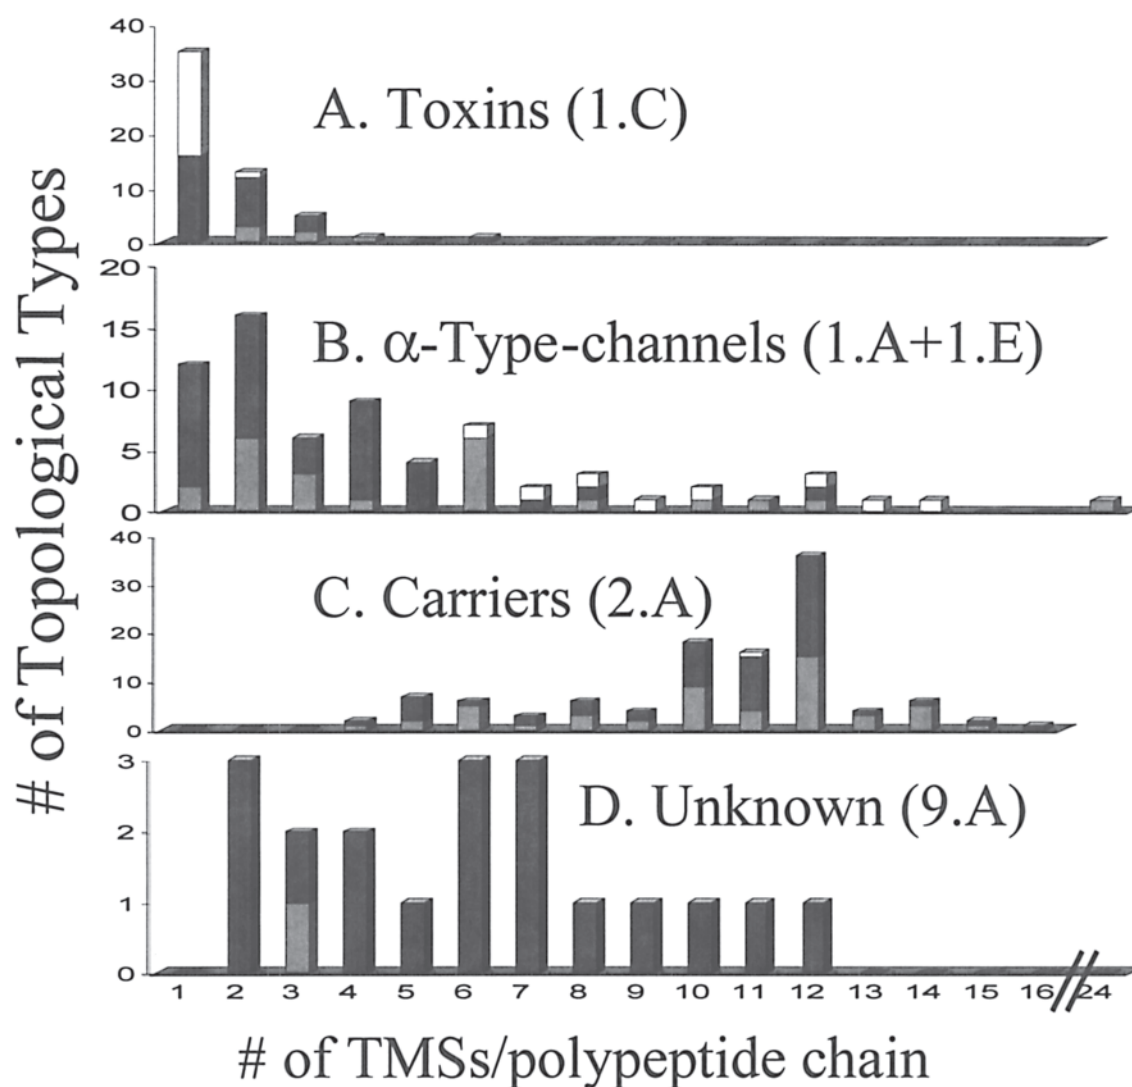 # of Topological Types
40
30
20
10
0
A. Toxins (1.C)
20
15
10
5
0
B. α-Type-channels (1.A+1.E)
40
30
20
10
0
C. Carriers (2.A)
3
2
1
0
D. Unknown (9.A)
1 2 3 4 5 6 7 8 9 10 11 12 13 14 15 16 24
# of TMSs/polypeptide chain